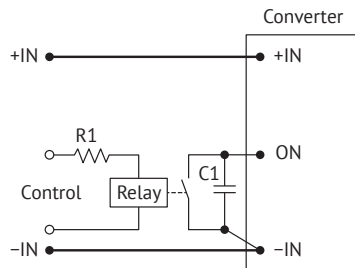 Converter
+IN
+IN
R1
ON
C1
Control
Relay
−IN
−IN